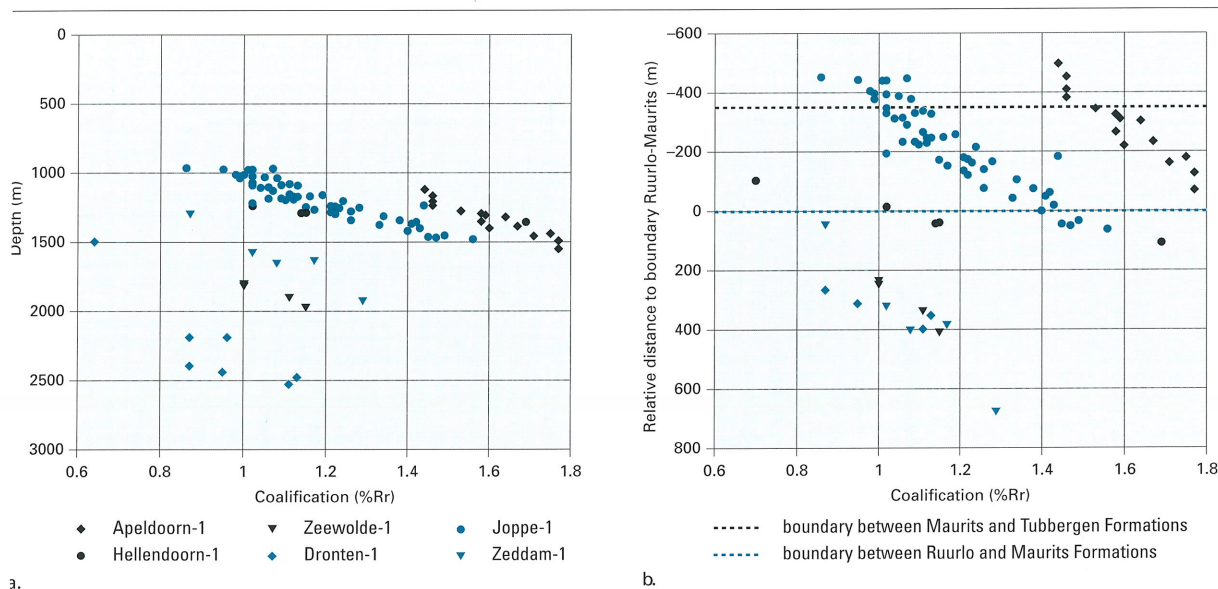 0
500
1000
1500
2000
2500
3000
Depth (m)
0.6 0.8 1 1.2 1.4 1.6 1.8
Coalification (%Rr)
Apeldoorn-1 Zeewolde-1 Joppe-1
Hellendoorn-1 Dronten-1 Zeddam-1
a.
-600
-400
-200
0
200
400
600
800
Relative distance to boundary Ruurlo-Maurits (m)
0.6 0.8 1 1.2 1.4 1.6 1.8
Coalification (%Rr)
boundary between Maurits and Tubbergen Formations
boundary between Ruurlo and Maurits Formations
b.